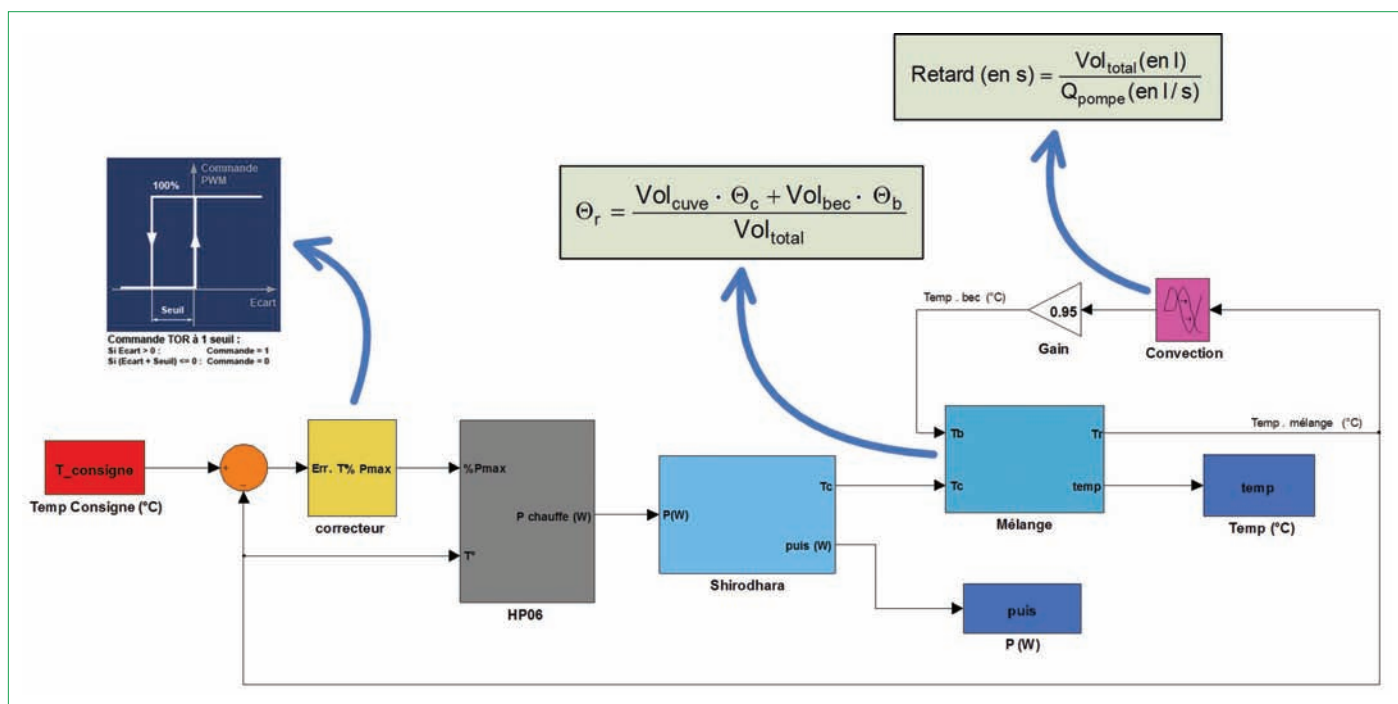 Retard (en s) = Vol_total (en l) / Q_pompe (en l / s)
Θ_r = (Vol_cuve · Θ_c + Vol_bec · Θ_b) / Vol_total
Commande
PWM
100%
Ecart
Seuil
Commande TOR à 1 seuil :
Si Ecart > 0 : Commande = 1
Si (Ecart + Seuil) <= 0 : Commande = 0
Temp . bec (°C)
0.95
Gain
Convection
T_consigne
Temp Consigne (°C)
+
−
Err. T°% Pmax
correcteur
%Pmax
P chauffe (W)
T°
HP06
P(W)
Tc
puis (W)
Shirodhara
Tb
Tr
Tc
temp
Mélange
Temp . mélange (°C)
temp
Temp (°C)
puis
P (W)